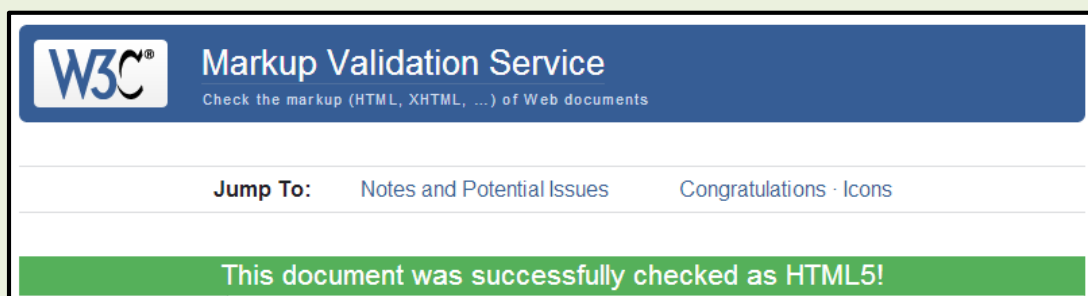 W3C®
Markup Validation Service
Check the markup (HTML, XHTML, …) of Web documents
Jump To: Notes and Potential Issues Congratulations · Icons
This document was successfully checked as HTML5!